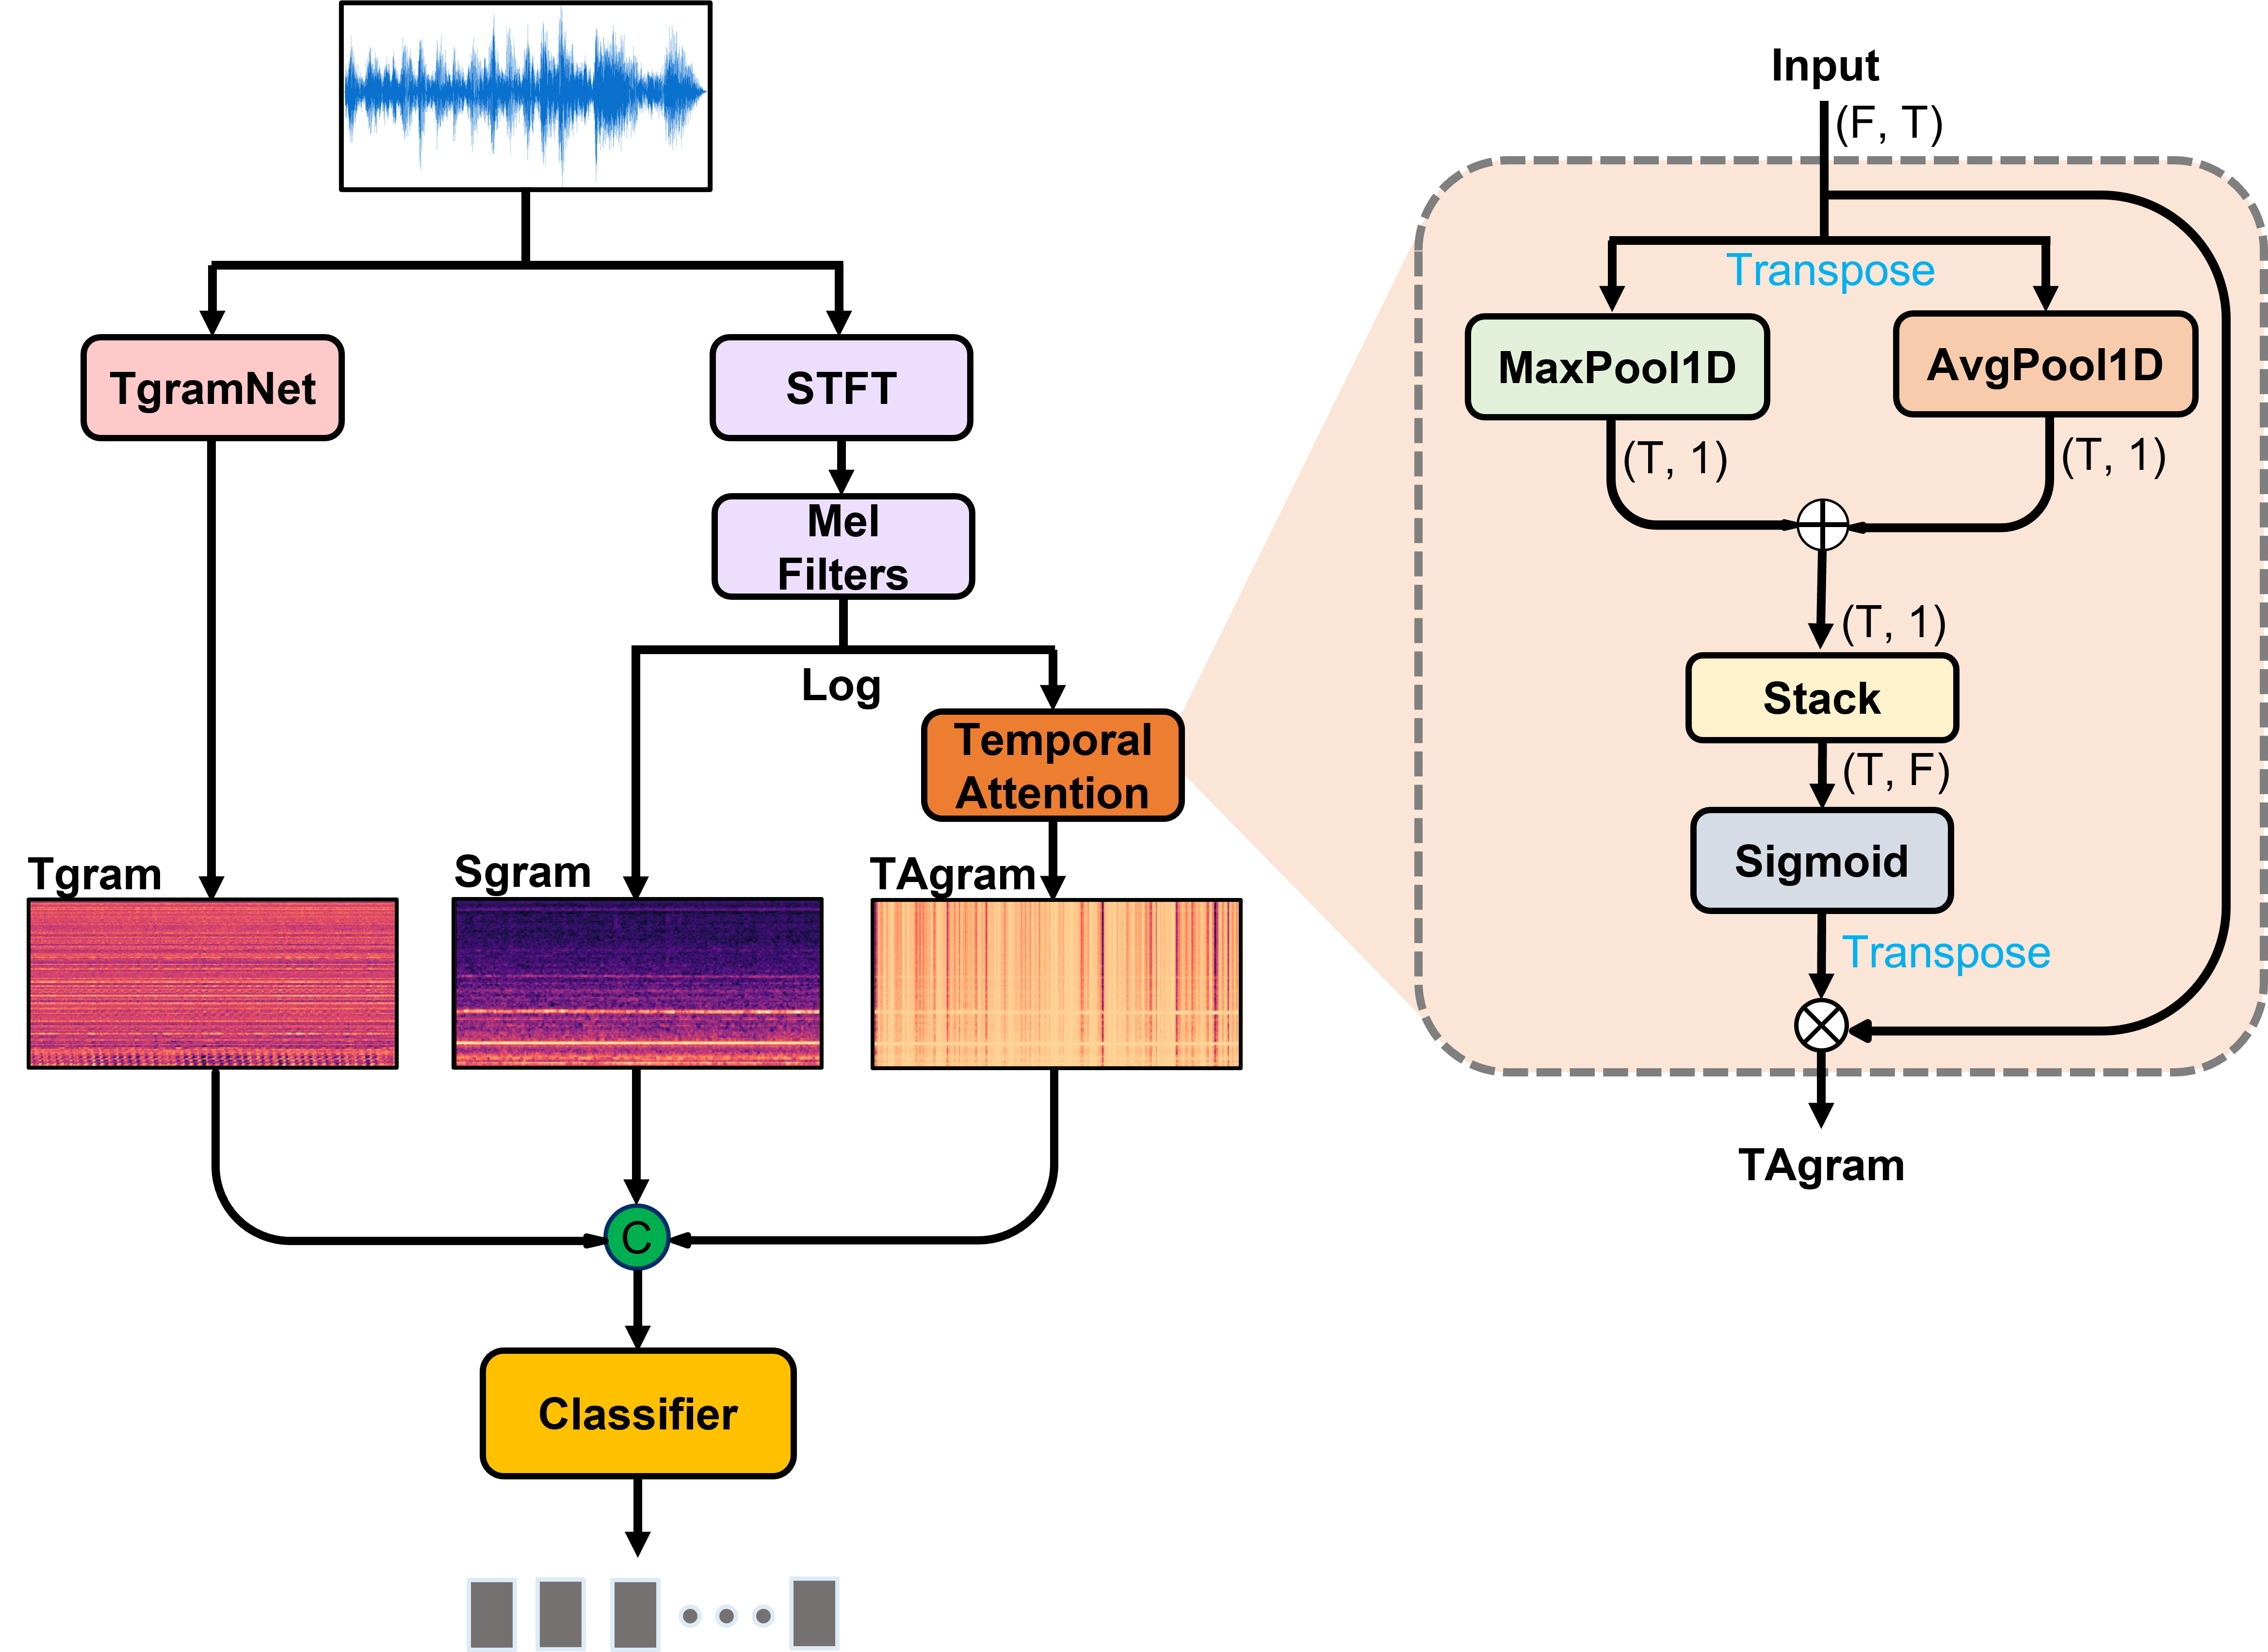 TgramNet
STFT
Mel
Filters
Log
Temporal
Attention
Tgram
Sgram
TAgram
C
Classifier
Input
(F, T)
Transpose
MaxPool1D
AvgPool1D
(T, 1)
(T, 1)
(T, 1)
Stack
(T, F)
Sigmoid
Transpose
TAgram